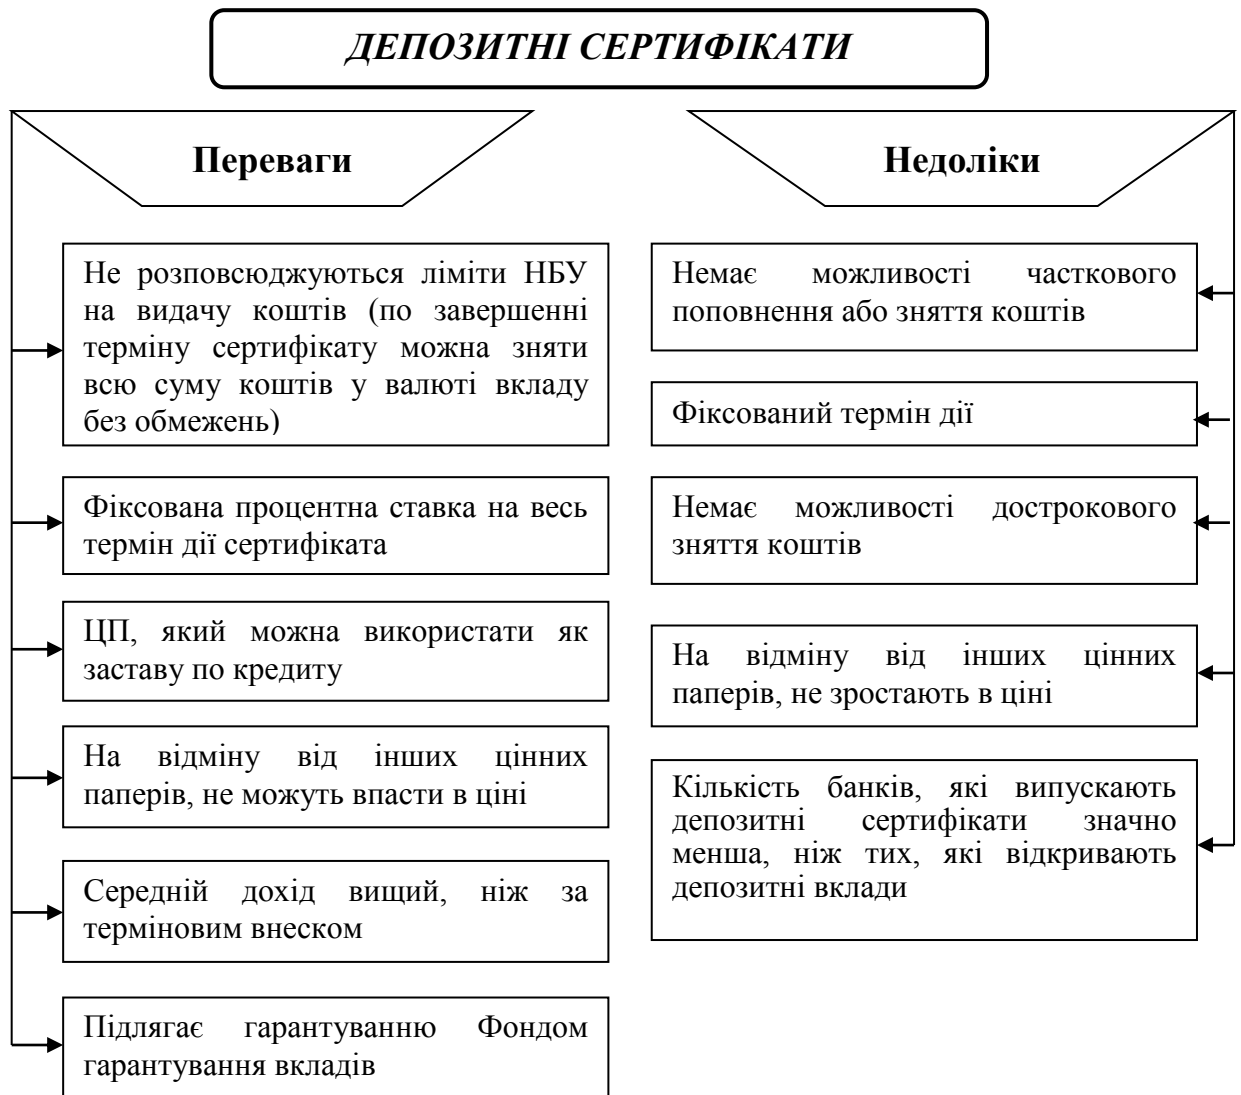 ДЕПОЗИТНІ СЕРТИФІКАТИ
Переваги
Не розповсюджуються ліміти НБУ
на видачу коштів (по завершенні
терміну сертифікату можна зняти
всю суму коштів у валюті вкладу
без обмежень)
Фіксована процентна ставка на весь
термін дії сертифіката
ЦП, який можна використати як
заставу по кредиту
На відміну від інших цінних
паперів, не можуть впасти в ціні
Середній дохід вищий, ніж за
терміновим внеском
Підлягає гарантуванню Фондом
гарантування вкладів
Недоліки
Немає можливості часткового
поповнення або зняття коштів
Фіксований термін дії
Немає можливості дострокового
зняття коштів
На відміну від інших цінних
паперів, не зростають в ціні
Кількість банків, які випускають
депозитні сертифікати значно
менша, ніж тих, які відкривають
депозитні вклади